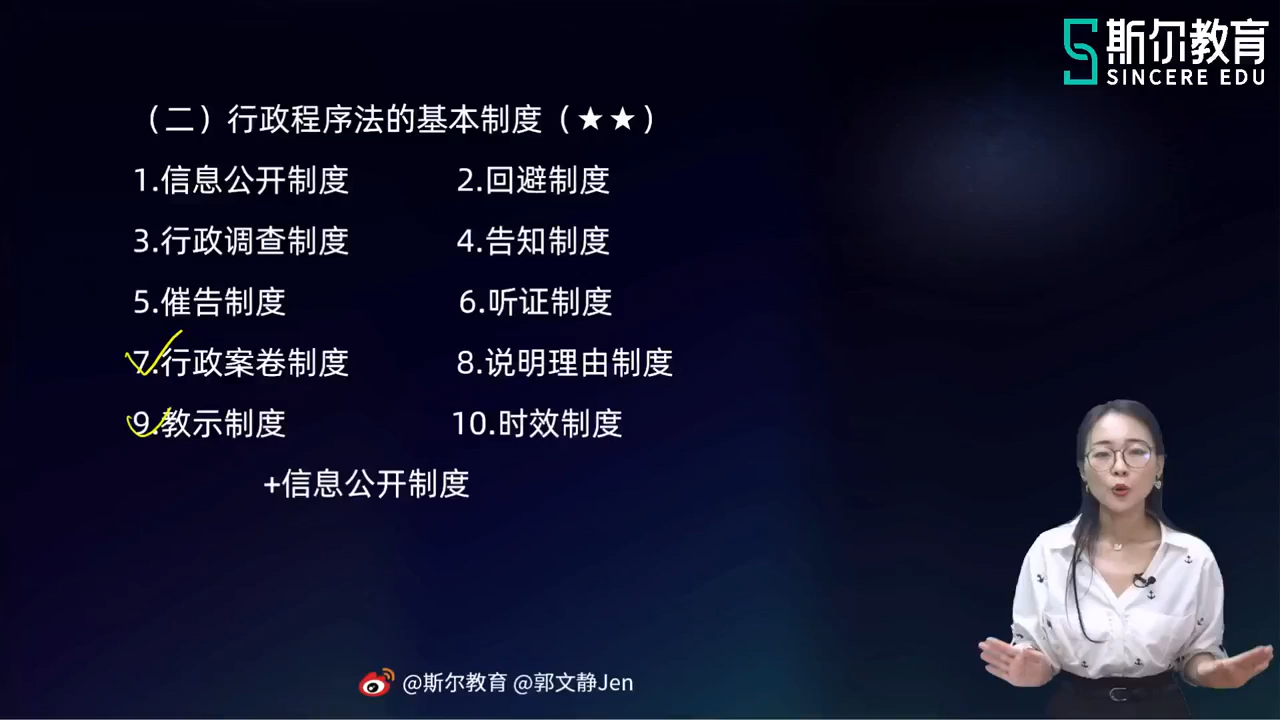 斯尔教育
SINCERE EDU
（二）行政程序法的基本制度（★★）
1.信息公开制度 2.回避制度
3.行政调查制度 4.告知制度
5.催告制度 6.听证制度
7.行政案卷制度 8.说明理由制度
9.教示制度 10.时效制度
+信息公开制度
@斯尔教育 @郭文静Jen